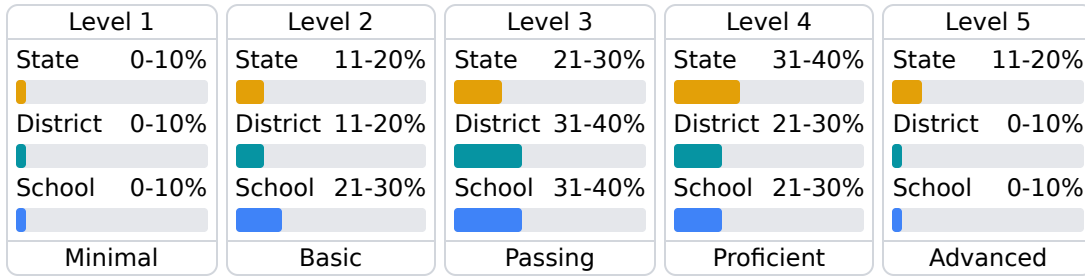 Level 1
State 0-10%
District 0-10%
School 0-10%
Minimal
Level 2
State 11-20%
District 11-20%
School 21-30%
Basic
Level 3
State 21-30%
District 31-40%
School 31-40%
Passing
Level 4
State 31-40%
District 21-30%
School 21-30%
Proficient
Level 5
State 11-20%
District 0-10%
School 0-10%
Advanced